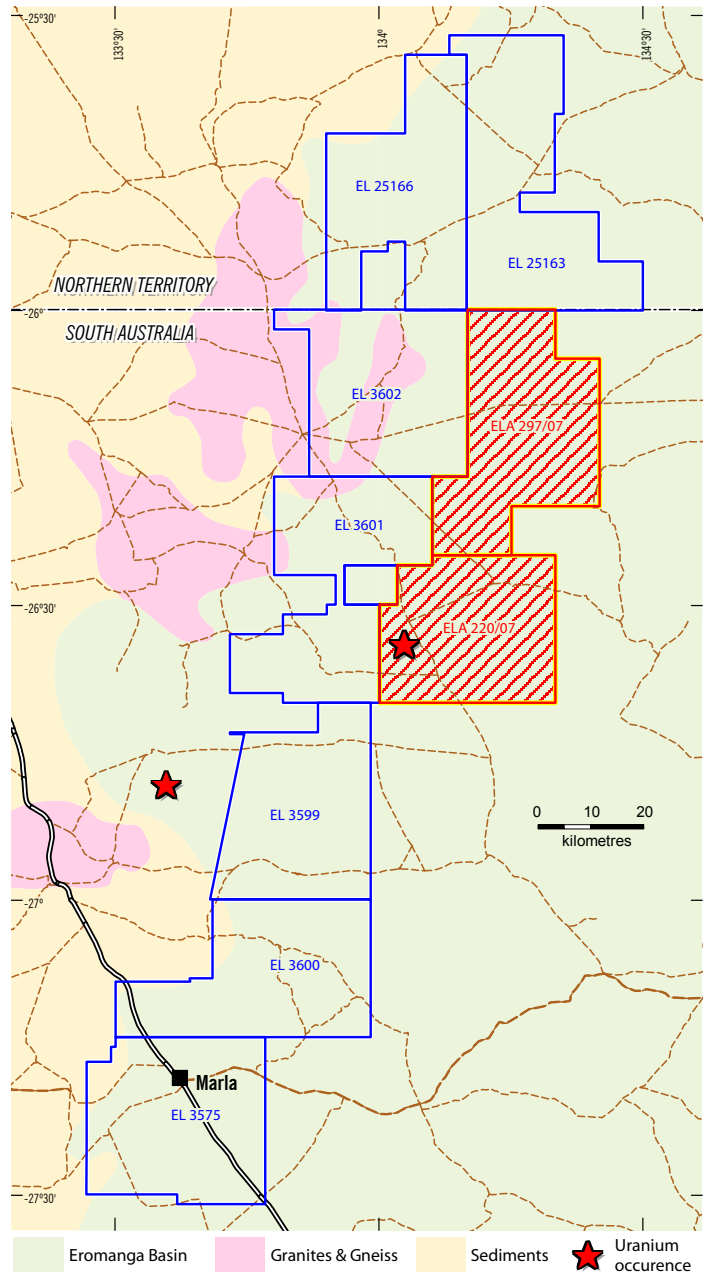 -25°30'
133°30'
134°
134°30'
EL 25166
EL 25163
NORTHERN TERRITORY
-26°
SOUTH AUSTRALIA
EL 3602
ELA 297/07
EL 3601
-26°30'
ELA 220/07
EL 3599
0 10 20
kilometres
-27°
EL 3600
Marla
EL 3575
-27°30'
Eromanga Basin
Granites & Gneiss
Sediments
Uranium
occurence